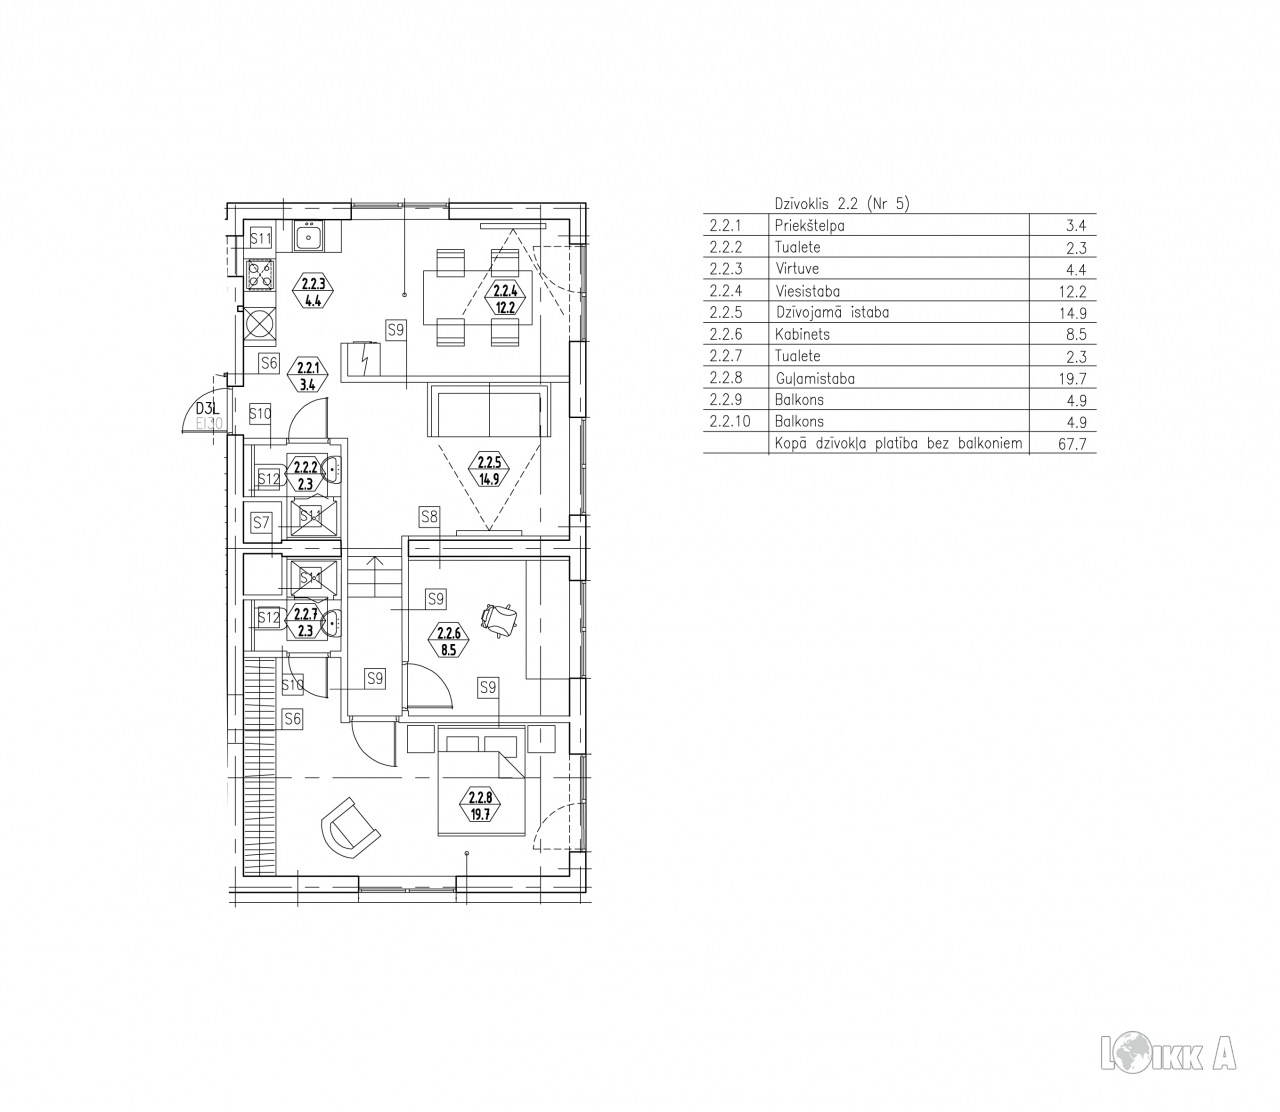 Dzīvoklis 2.2 (Nr 5)
2.2.1 Priekštelpa 3.4
2.2.2 Tualete 2.3
2.2.3 Virtuve 4.4
2.2.4 Viesistaba 12.2
2.2.5 Dzīvojamā istaba 14.9
2.2.6 Kabinets 8.5
2.2.7 Tualete 2.3
2.2.8 Guļamistaba 19.7
2.2.9 Balkons 4.9
2.2.10 Balkons 4.9
Kopā dzīvokļa platība bez balkoniem 67.7
S11
2.2.3
4.4
2.2.4
12.2
S9
S6
2.2.1
3.4
D3L
EI30
S10
S12
2.2.2
2.3
2.2.5
14.9
S7
S11
S8
S12
2.2.7
2.3
S9
2.2.6
8.5
S10
S9
S9
S6
2.2.8
19.7
LOIKK A